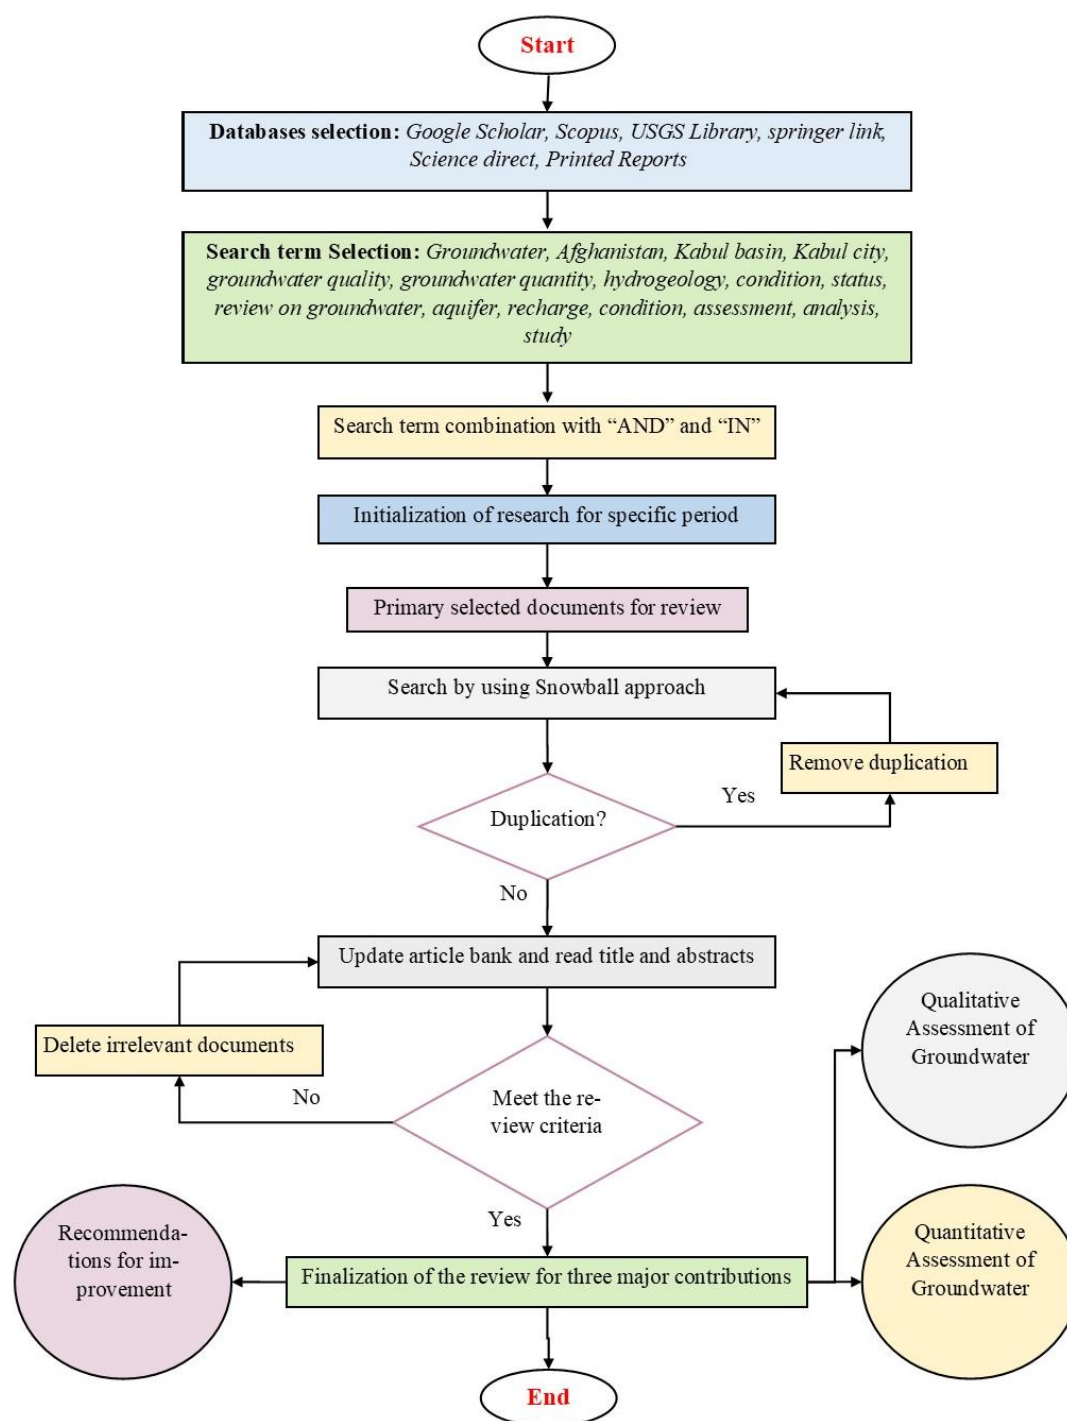 Start
Databases selection: Google Scholar, Scopus, USGS Library, springer link,
Science direct, Printed Reports
Search term Selection: Groundwater, Afghanistan, Kabul basin, Kabul city,
groundwater quality, groundwater quantity, hydrogeology, condition, status,
review on groundwater, aquifer, recharge, condition, assessment, analysis,
study
Search term combination with “AND” and “IN”
Initialization of research for specific period
Primary selected documents for review
Search by using Snowball approach
Remove duplication
Yes
Duplication?
No
Update article bank and read title and abstracts
Delete irrelevant documents
No
Meet the re-
view criteria
Yes
Qualitative
Assessment of
Groundwater
Recommenda-
tions for im-
provement
Finalization of the review for three major contributions
Quantitative
Assessment of
Groundwater
End